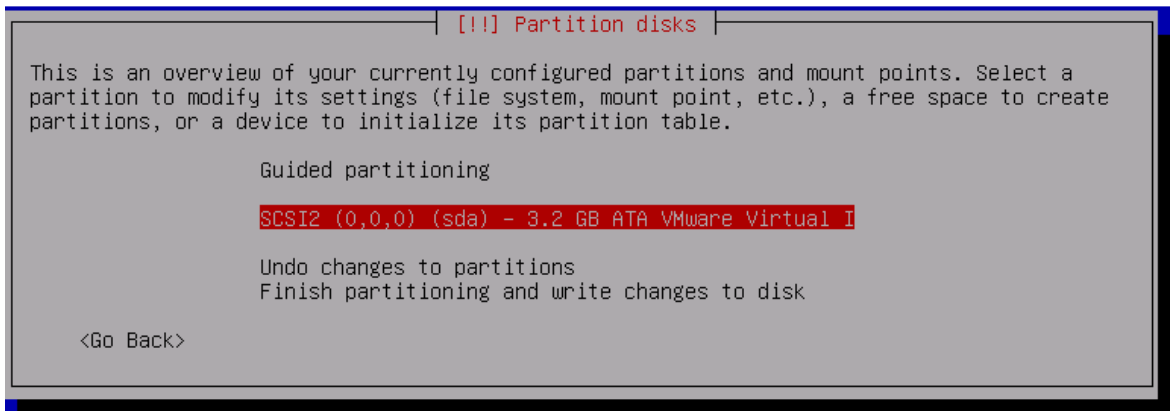 [!!] Partition disks
This is an overview of your currently configured partitions and mount points. Select a
partition to modify its settings (file system, mount point, etc.), a free space to create
partitions, or a device to initialize its partition table.
Guided partitioning
SCSI2 (0,0,0) (sda) - 3.2 GB ATA VMware Virtual I
Undo changes to partitions
Finish partitioning and write changes to disk
<Go Back>